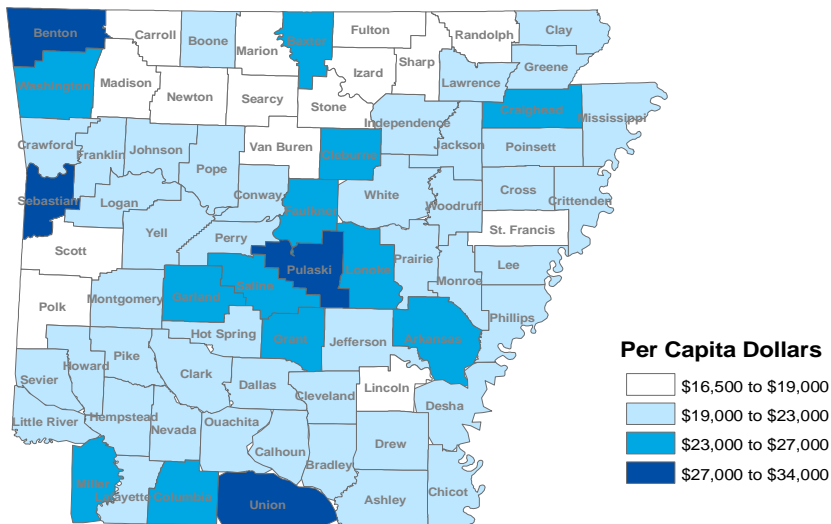 Benton
Carroll
Boone
Marion
Baxter
Fulton
Randolph
Clay
Washington
Madison
Newton
Searcy
Stone
Izard
Sharp
Lawrence
Greene
Craighead
Mississippi
Crawford
Franklin
Johnson
Pope
Van Buren
Cleburne
Independence
Jackson
Poinsett
Sebastian
Logan
Conway
Faulkner
White
Woodruff
Cross
Crittenden
Scott
Yell
Perry
Pulaski
Lonoke
Prairie
Monroe
St. Francis
Lee
Polk
Montgomery
Garland
Saline
Hot Spring
Grant
Jefferson
Arkansas
Phillips
Sevier
Howard
Pike
Clark
Dallas
Cleveland
Lincoln
Desha
Little River
Hempstead
Nevada
Ouachita
Calhoun
Bradley
Drew
Miller
Lafayette
Columbia
Union
Ashley
Chicot
Per Capita Dollars
$16,500 to $19,000
$19,000 to $23,000
$23,000 to $27,000
$27,000 to $34,000